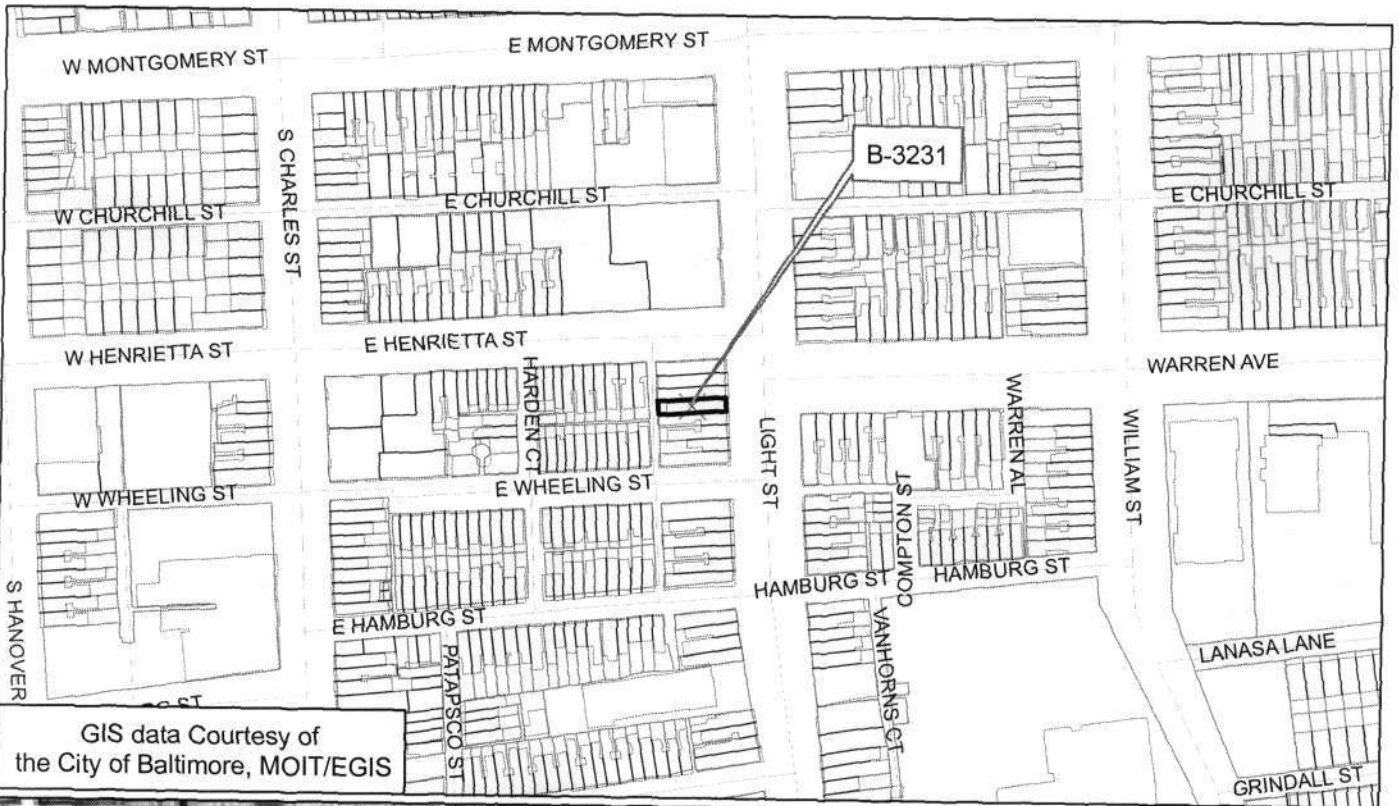 E MONTGOMERY ST
W MONTGOMERY ST
S CHARLES ST
B-3231
W CHURCHILL ST
E CHURCHILL ST
E CHURCHILL ST
W HENRIETTA ST
E HENRIETTA ST
HARDEN CT
LIGHT ST
WARREN AVE
WARREN AL
WILLIAM ST
W WHEELING ST
E WHEELING ST
COMPTON ST
S HANOVER
E HAMBURG ST
HAMBURG ST
HAMBURG ST
PATAPSCO ST
VANHORNS CT
LANASA LANE
GRINDALL ST
GIS data Courtesy of
the City of Baltimore, MOIT/EGIS